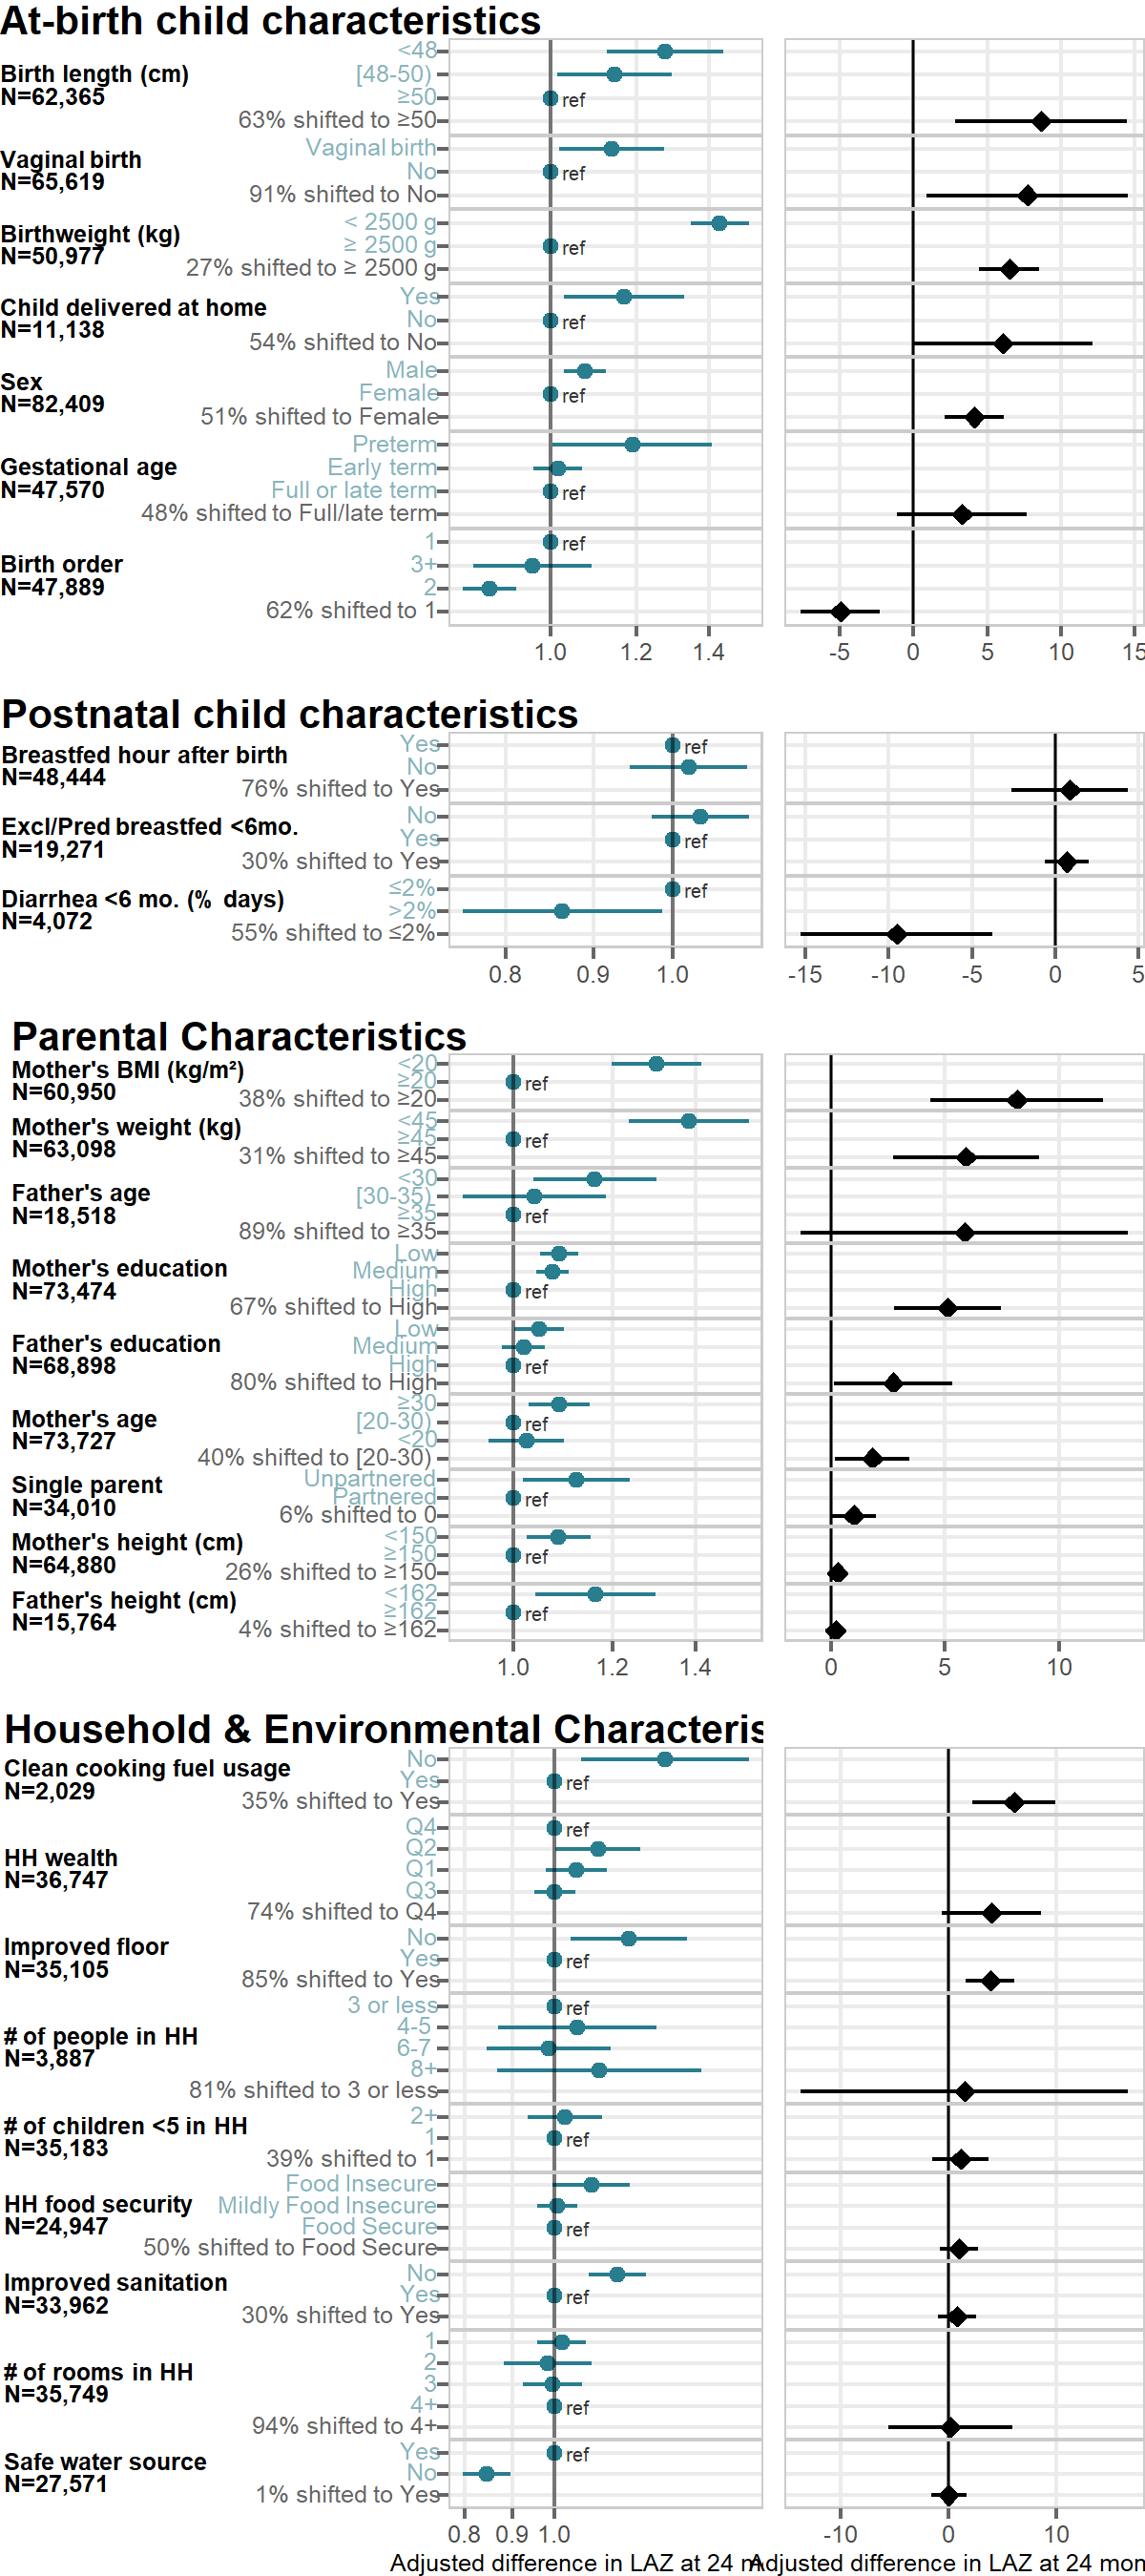 At-birth child characteristics
Birth length (cm)
N=62,365
<48
[48-50)
≥50
ref
63% shifted to ≥50
Vaginal birth
N=65,619
Vaginal birth
No
ref
91% shifted to No
Birthweight (kg)
N=50,977
< 2500 g
≥ 2500 g
ref
27% shifted to ≥ 2500 g
Child delivered at home
N=11,138
Yes
No
ref
54% shifted to No
Sex
N=82,409
Male
Female
ref
51% shifted to Female
Gestational age
N=47,570
Preterm
Early term
Full or late term
ref
48% shifted to Full/late term
Birth order
N=47,889
1
ref
3+
2
62% shifted to 1
1.0 1.2 1.4
-5 0 5 10 15
Postnatal child characteristics
Breastfed hour after birth
N=48,444
Yes
ref
No
76% shifted to Yes
Excl/Pred breastfed <6mo.
N=19,271
No
Yes
ref
30% shifted to Yes
Diarrhea <6 mo. (% days)
N=4,072
≤2%
ref
>2%
55% shifted to ≤2%
0.8 0.9 1.0
-15 -10 -5 0 5
Parental Characteristics
Mother's BMI (kg/m²)
N=60,950
<20
≥20
ref
38% shifted to ≥20
Mother's weight (kg)
N=63,098
<45
≥45
ref
31% shifted to ≥45
Father's age
N=18,518
<30
[30-35)
≥35
ref
89% shifted to ≥35
Mother's education
N=73,474
Low
Medium
High
ref
67% shifted to High
Father's education
N=68,898
Low
Medium
High
ref
80% shifted to High
Mother's age
N=73,727
≥30
[20-30)
ref
<20
40% shifted to [20-30)
Single parent
N=34,010
Unpartnered
Partnered
ref
6% shifted to 0
Mother's height (cm)
N=64,880
<150
≥150
ref
26% shifted to ≥150
Father's height (cm)
N=15,764
<162
≥162
ref
4% shifted to ≥162
1.0 1.2 1.4
0 5 10
Household & Environmental Characteris
Clean cooking fuel usage
N=2,029
No
Yes
ref
35% shifted to Yes
HH wealth
N=36,747
Q4
ref
Q2
Q1
Q3
74% shifted to Q4
Improved floor
N=35,105
No
Yes
ref
85% shifted to Yes
# of people in HH
N=3,887
3 or less
ref
4-5
6-7
8+
81% shifted to 3 or less
# of children <5 in HH
N=35,183
2+
1
ref
39% shifted to 1
HH food security
N=24,947
Food Insecure
Mildly Food Insecure
Food Secure
ref
50% shifted to Food Secure
Improved sanitation
N=33,962
No
Yes
ref
30% shifted to Yes
# of rooms in HH
N=35,749
1
2
3
4+
ref
94% shifted to 4+
Safe water source
N=27,571
Yes
ref
No
1% shifted to Yes
0.8 0.9 1.0
-10 0 10
Adjusted difference in LAZ at 24 m
Adjusted difference in LAZ at 24 mon